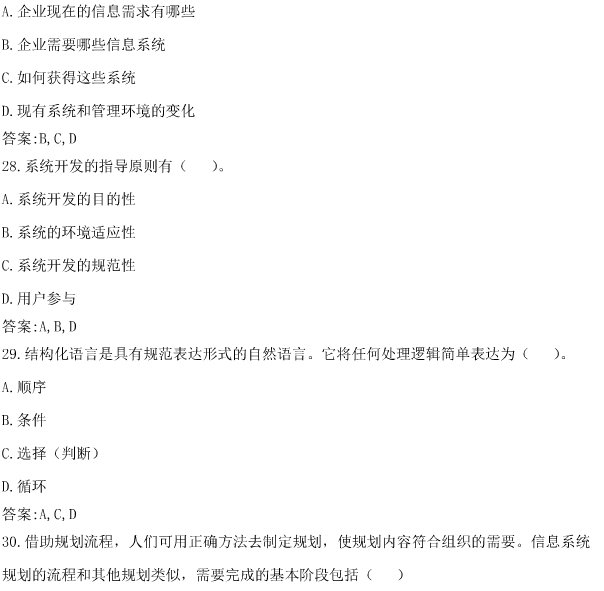 A.企业现在的信息需求有哪些
B.企业需要哪些信息系统
C.如何获得这些系统
D.现有系统和管理环境的变化
答案:B,C,D
28.系统开发的指导原则有（　　）。
A.系统开发的目的性
B.系统的环境适应性
C.系统开发的规范性
D.用户参与
答案:A,B,D
29.结构化语言是具有规范表达形式的自然语言。它将任何处理逻辑简单表达为（　　）。
A.顺序
B.条件
C.选择（判断）
D.循环
答案:A,C,D
30.借助规划流程，人们可用正确方法去制定规划，使规划内容符合组织的需要。信息系统
规划的流程和其他规划类似，需要完成的基本阶段包括（　　）